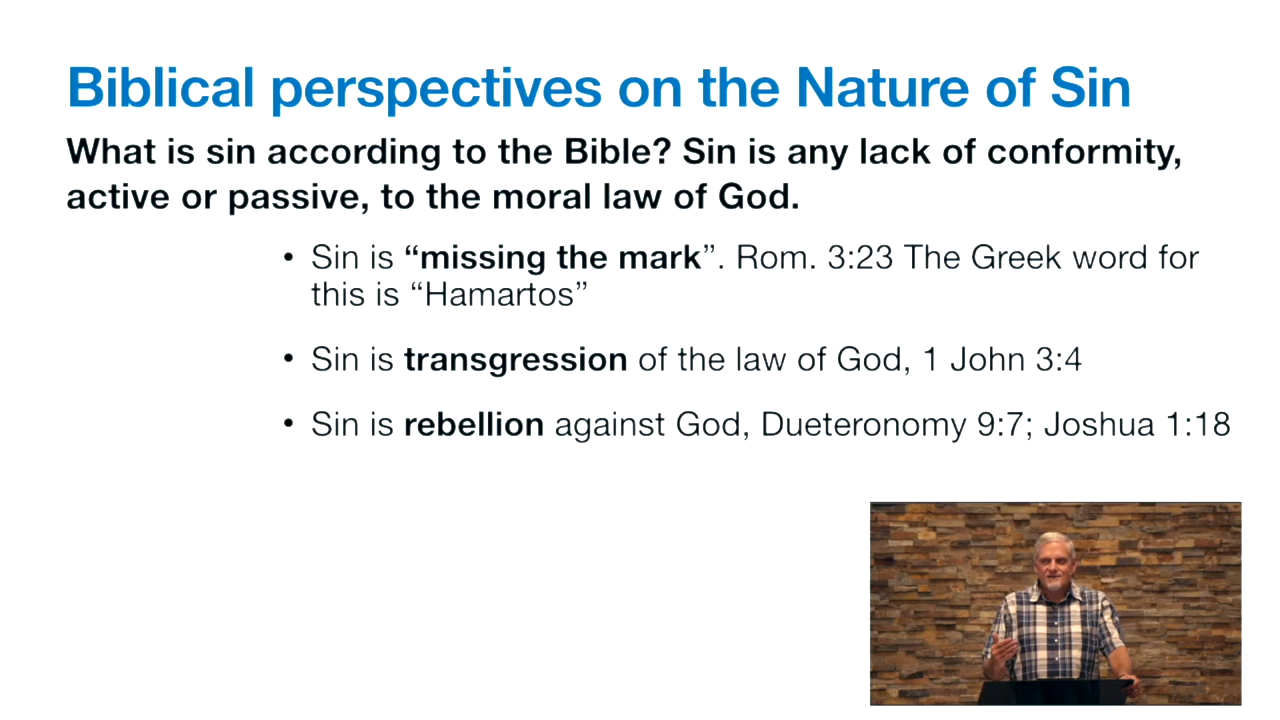 Biblical perspectives on the Nature of Sin
What is sin according to the Bible? Sin is any lack of conformity,
active or passive, to the moral law of God.
• Sin is “missing the mark”. Rom. 3:23 The Greek word for
this is “Hamartos”
• Sin is transgression of the law of God, 1 John 3:4
• Sin is rebellion against God, Dueteronomy 9:7; Joshua 1:18